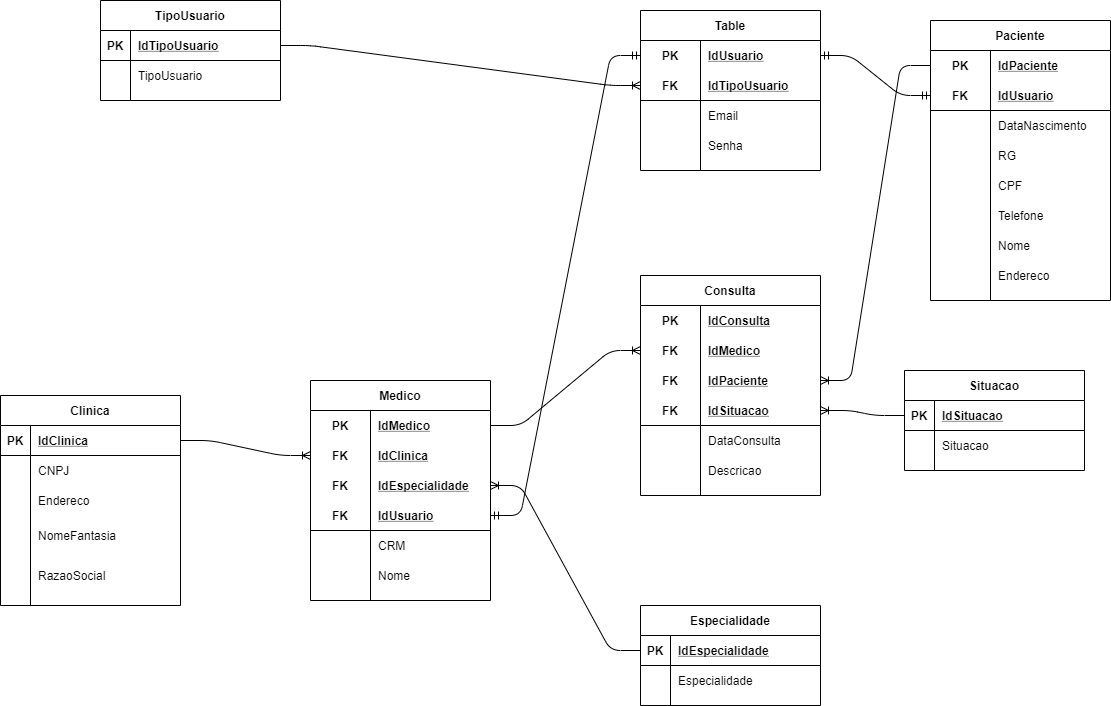 TipoUsuario
PK IdTipoUsuario
TipoUsuario
Table
PK IdUsuario
FK IdTipoUsuario
Email
Senha
Paciente
PK IdPaciente
FK IdUsuario
DataNascimento
RG
CPF
Telefone
Nome
Endereco
Consulta
PK IdConsulta
FK IdMedico
FK IdPaciente
FK IdSituacao
DataConsulta
Descricao
Situacao
PK IdSituacao
Situacao
Medico
PK IdMedico
FK IdClinica
FK IdEspecialidade
FK IdUsuario
CRM
Nome
Clinica
PK IdClinica
CNPJ
Endereco
NomeFantasia
RazaoSocial
Especialidade
PK IdEspecialidade
Especialidade